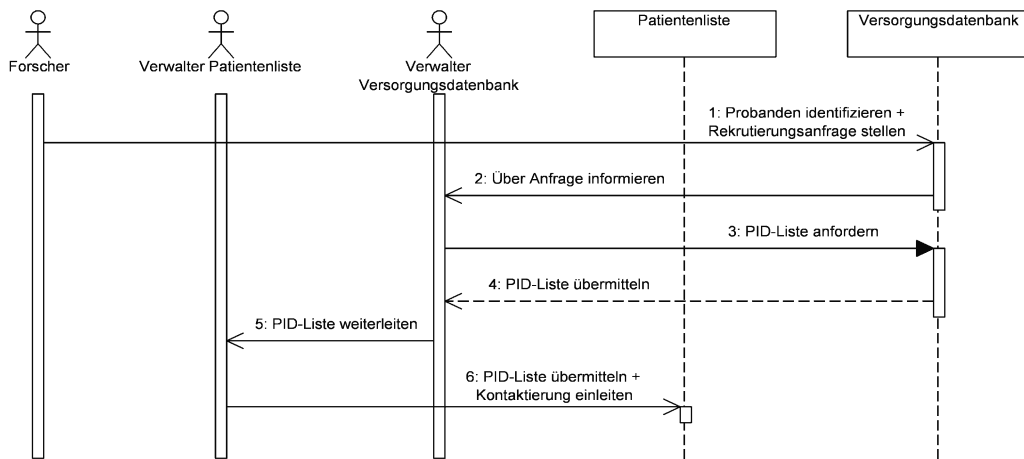 Patientenliste
Versorgungsdatenbank
Forscher
Verwalter Patientenliste
Verwalter
Versorgungsdatenbank
1: Probanden identifizieren +
Rekrutierungsanfrage stellen
2: Über Anfrage informieren
3: PID-Liste anfordern
4: PID-Liste übermitteln
5: PID-Liste weiterleiten
6: PID-Liste übermitteln +
Kontaktierung einleiten